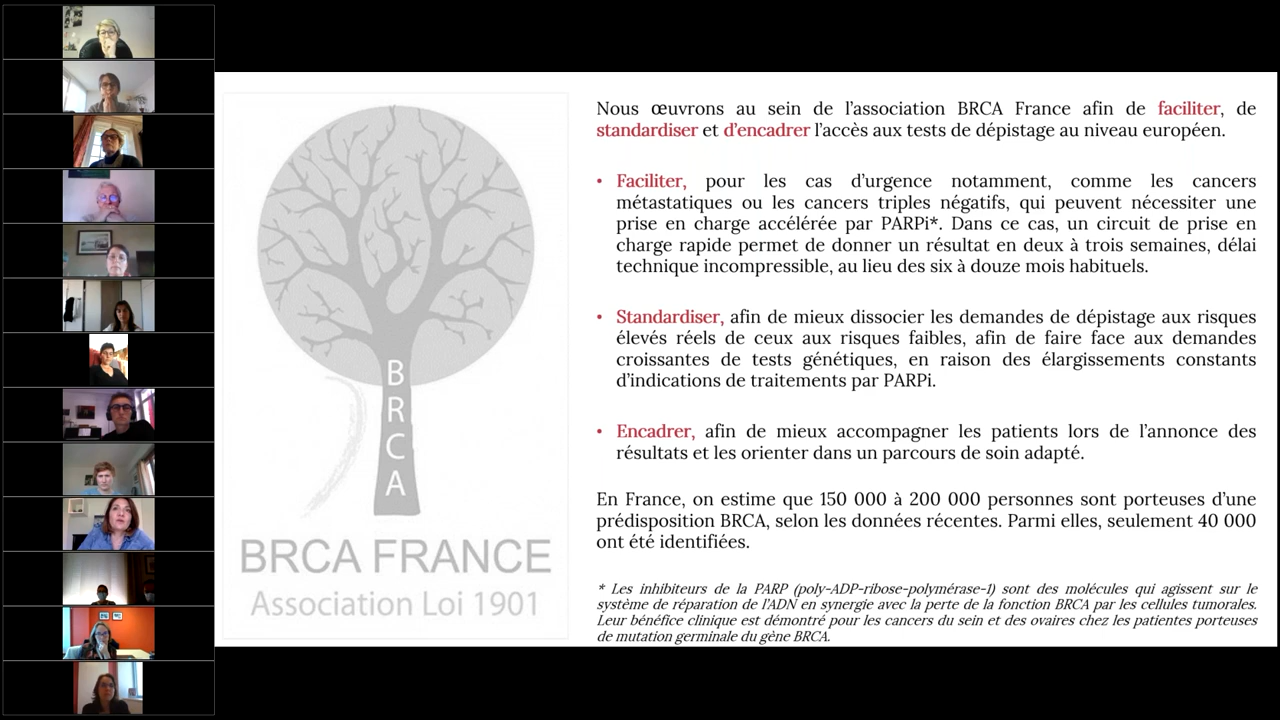 B
R
C
A
BRCA FRANCE
Association Loi 1901
Nous œuvrons au sein de l’association BRCA France afin de faciliter, de
standardiser et d’encadrer l’accès aux tests de dépistage au niveau européen.
• Faciliter, pour les cas d’urgence notamment, comme les cancers
métastatiques ou les cancers triples négatifs, qui peuvent nécessiter une
prise en charge accélérée par PARPi*. Dans ce cas, un circuit de prise en
charge rapide permet de donner un résultat en deux à trois semaines, délai
technique incompressible, au lieu des six à douze mois habituels.
• Standardiser, afin de mieux dissocier les demandes de dépistage aux risques
élevés réels de ceux aux risques faibles, afin de faire face aux demandes
croissantes de tests génétiques, en raison des élargissements constants
d’indications de traitements par PARPi.
• Encadrer, afin de mieux accompagner les patients lors de l’annonce des
résultats et les orienter dans un parcours de soin adapté.
En France, on estime que 150 000 à 200 000 personnes sont porteuses d’une
prédisposition BRCA, selon les données récentes. Parmi elles, seulement 40 000
ont été identifiées.
* Les inhibiteurs de la PARP (poly-ADP-ribose-polymérase-1) sont des molécules qui agissent sur le
système de réparation de l’ADN en synergie avec la perte de la fonction BRCA par les cellules tumorales.
Leur bénéfice clinique est démontré pour les cancers du sein et des ovaires chez les patientes porteuses
de mutation germinale du gène BRCA.